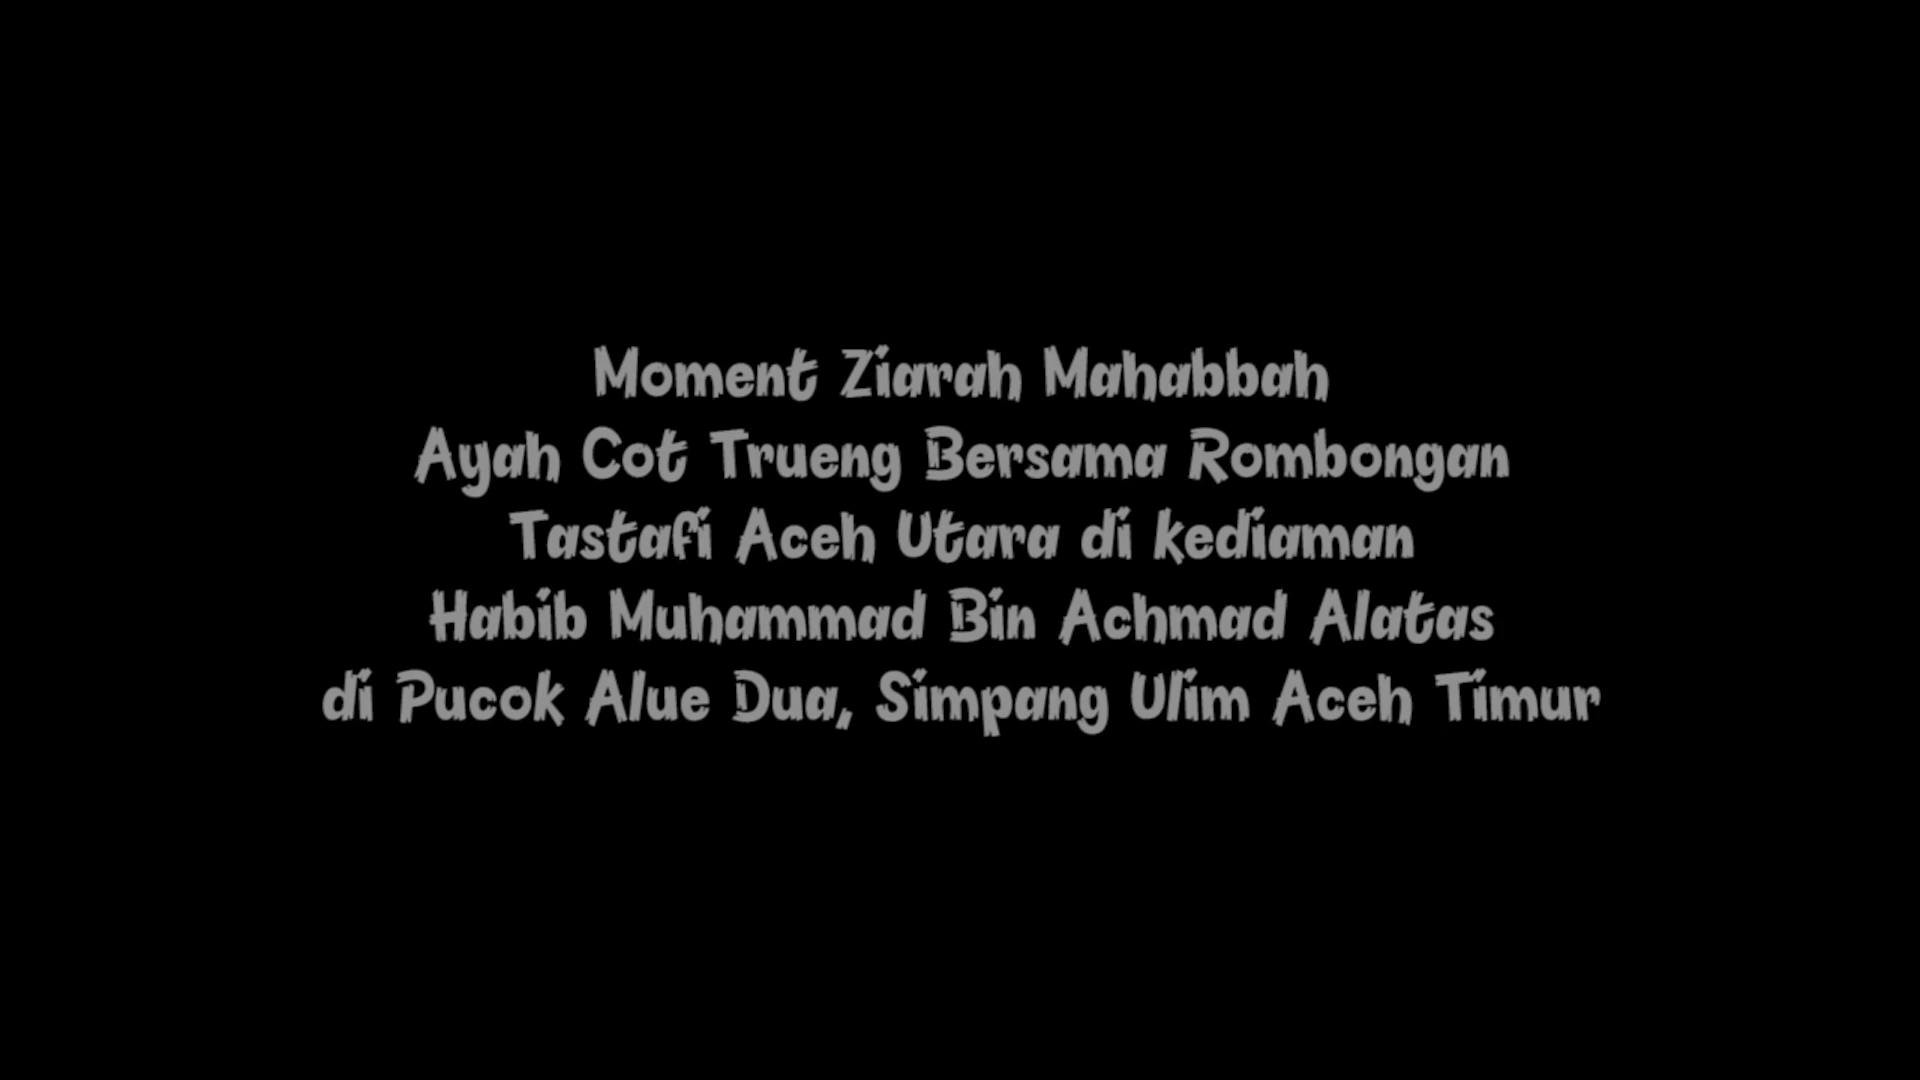 Moment Ziarah Mahabbah
Ayah Cot Trueng Bersama Rombongan
Tastafi Aceh Utara di kediaman
Habib Muhammad Bin Achmad Alatas
di Pucok Alue Dua, Simpang Ulim Aceh Timur